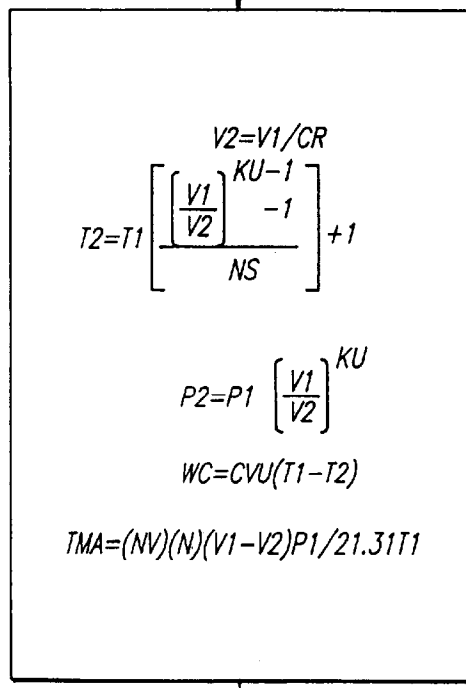 V2=V1/CR
T2=T1[((V1/V2)^KU-1 -1)/NS]+1
P2=P1 [V1/V2]^KU
WC=CVU(T1-T2)
TMA=(NV)(N)(V1-V2)P1/21.31T1